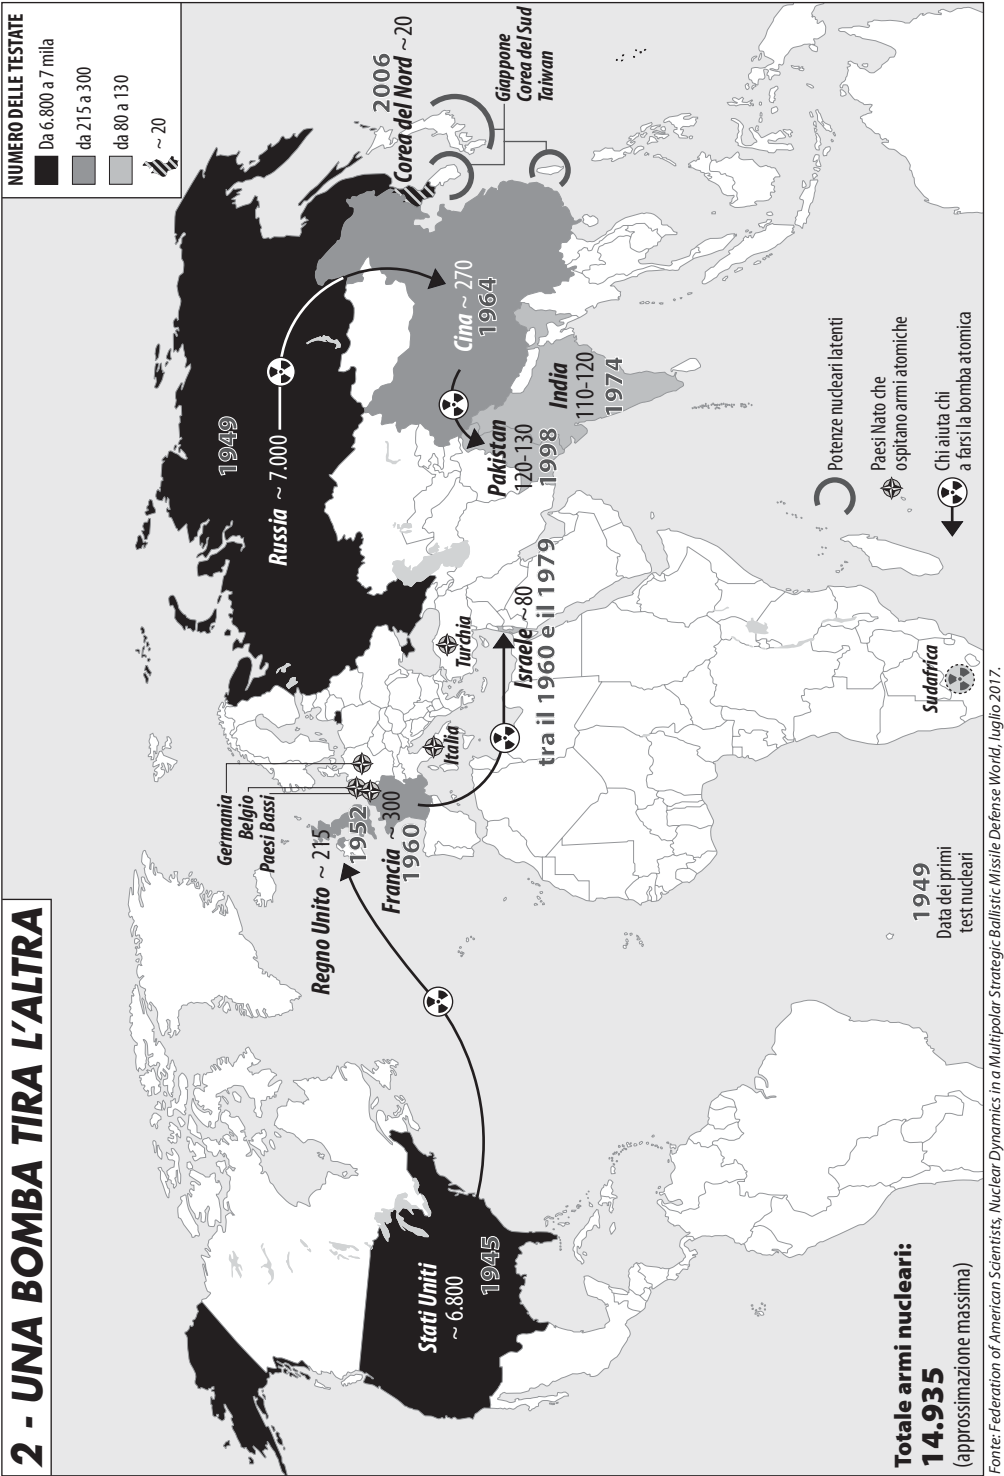 2 - UNA BOMBA TIRA L'ALTRA
NUMERO DELLE TESTATE
Da 6.800 a 7 mila
da 215 a 300
da 80 a 130
~ 20
Stati Uniti
~ 6.800
1945
Regno Unito ~ 215
1952
Francia ~ 300
1960
Germania
Belgio
Paesi Bassi
Italia
Turchia
Israele ~80
tra il 1960 e il 1979
Russia ~ 7.000
1949
Pakistan
120-130
1998
India
110-120
1974
Cina ~ 270
1964
2006
Corea del Nord ~20
Giappone
Corea del Sud
Taiwan
Sudafrica
Potenze nucleari latenti
Paesi Nato che
ospitano armi atomiche
Chi aiuta chi
a farsi la bomba atomica
1949
Data dei primi
test nucleari
Totale armi nucleari:
14.935
(approssimazione massima)
Fonte: Federation of American Scientists, Nuclear Dynamics in a Multipolar Strategic Ballistic Missile Defense World, luglio 2017.